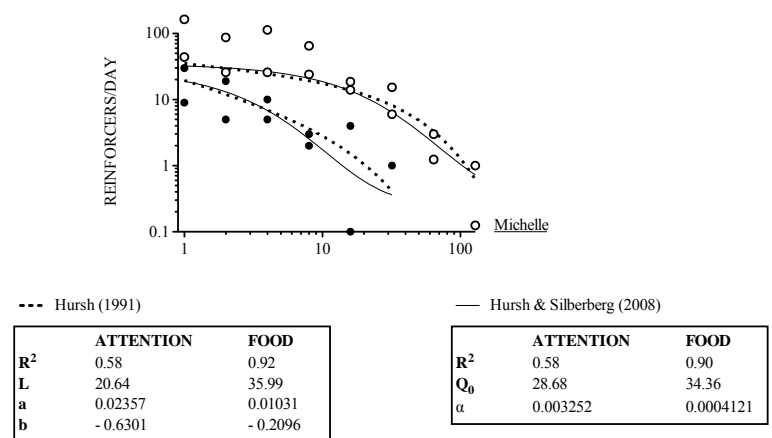 100
10
1
0.1
REINFORCERS/DAY
1 10 100
Michelle
Hursh (1991)
ATTENTION FOOD
R² 0.58 0.92
L 20.64 35.99
a 0.02357 0.01031
b - 0.6301 - 0.2096
Hursh & Silberberg (2008)
ATTENTION FOOD
R² 0.58 0.90
Q₀ 28.68 34.36
α 0.003252 0.0004121